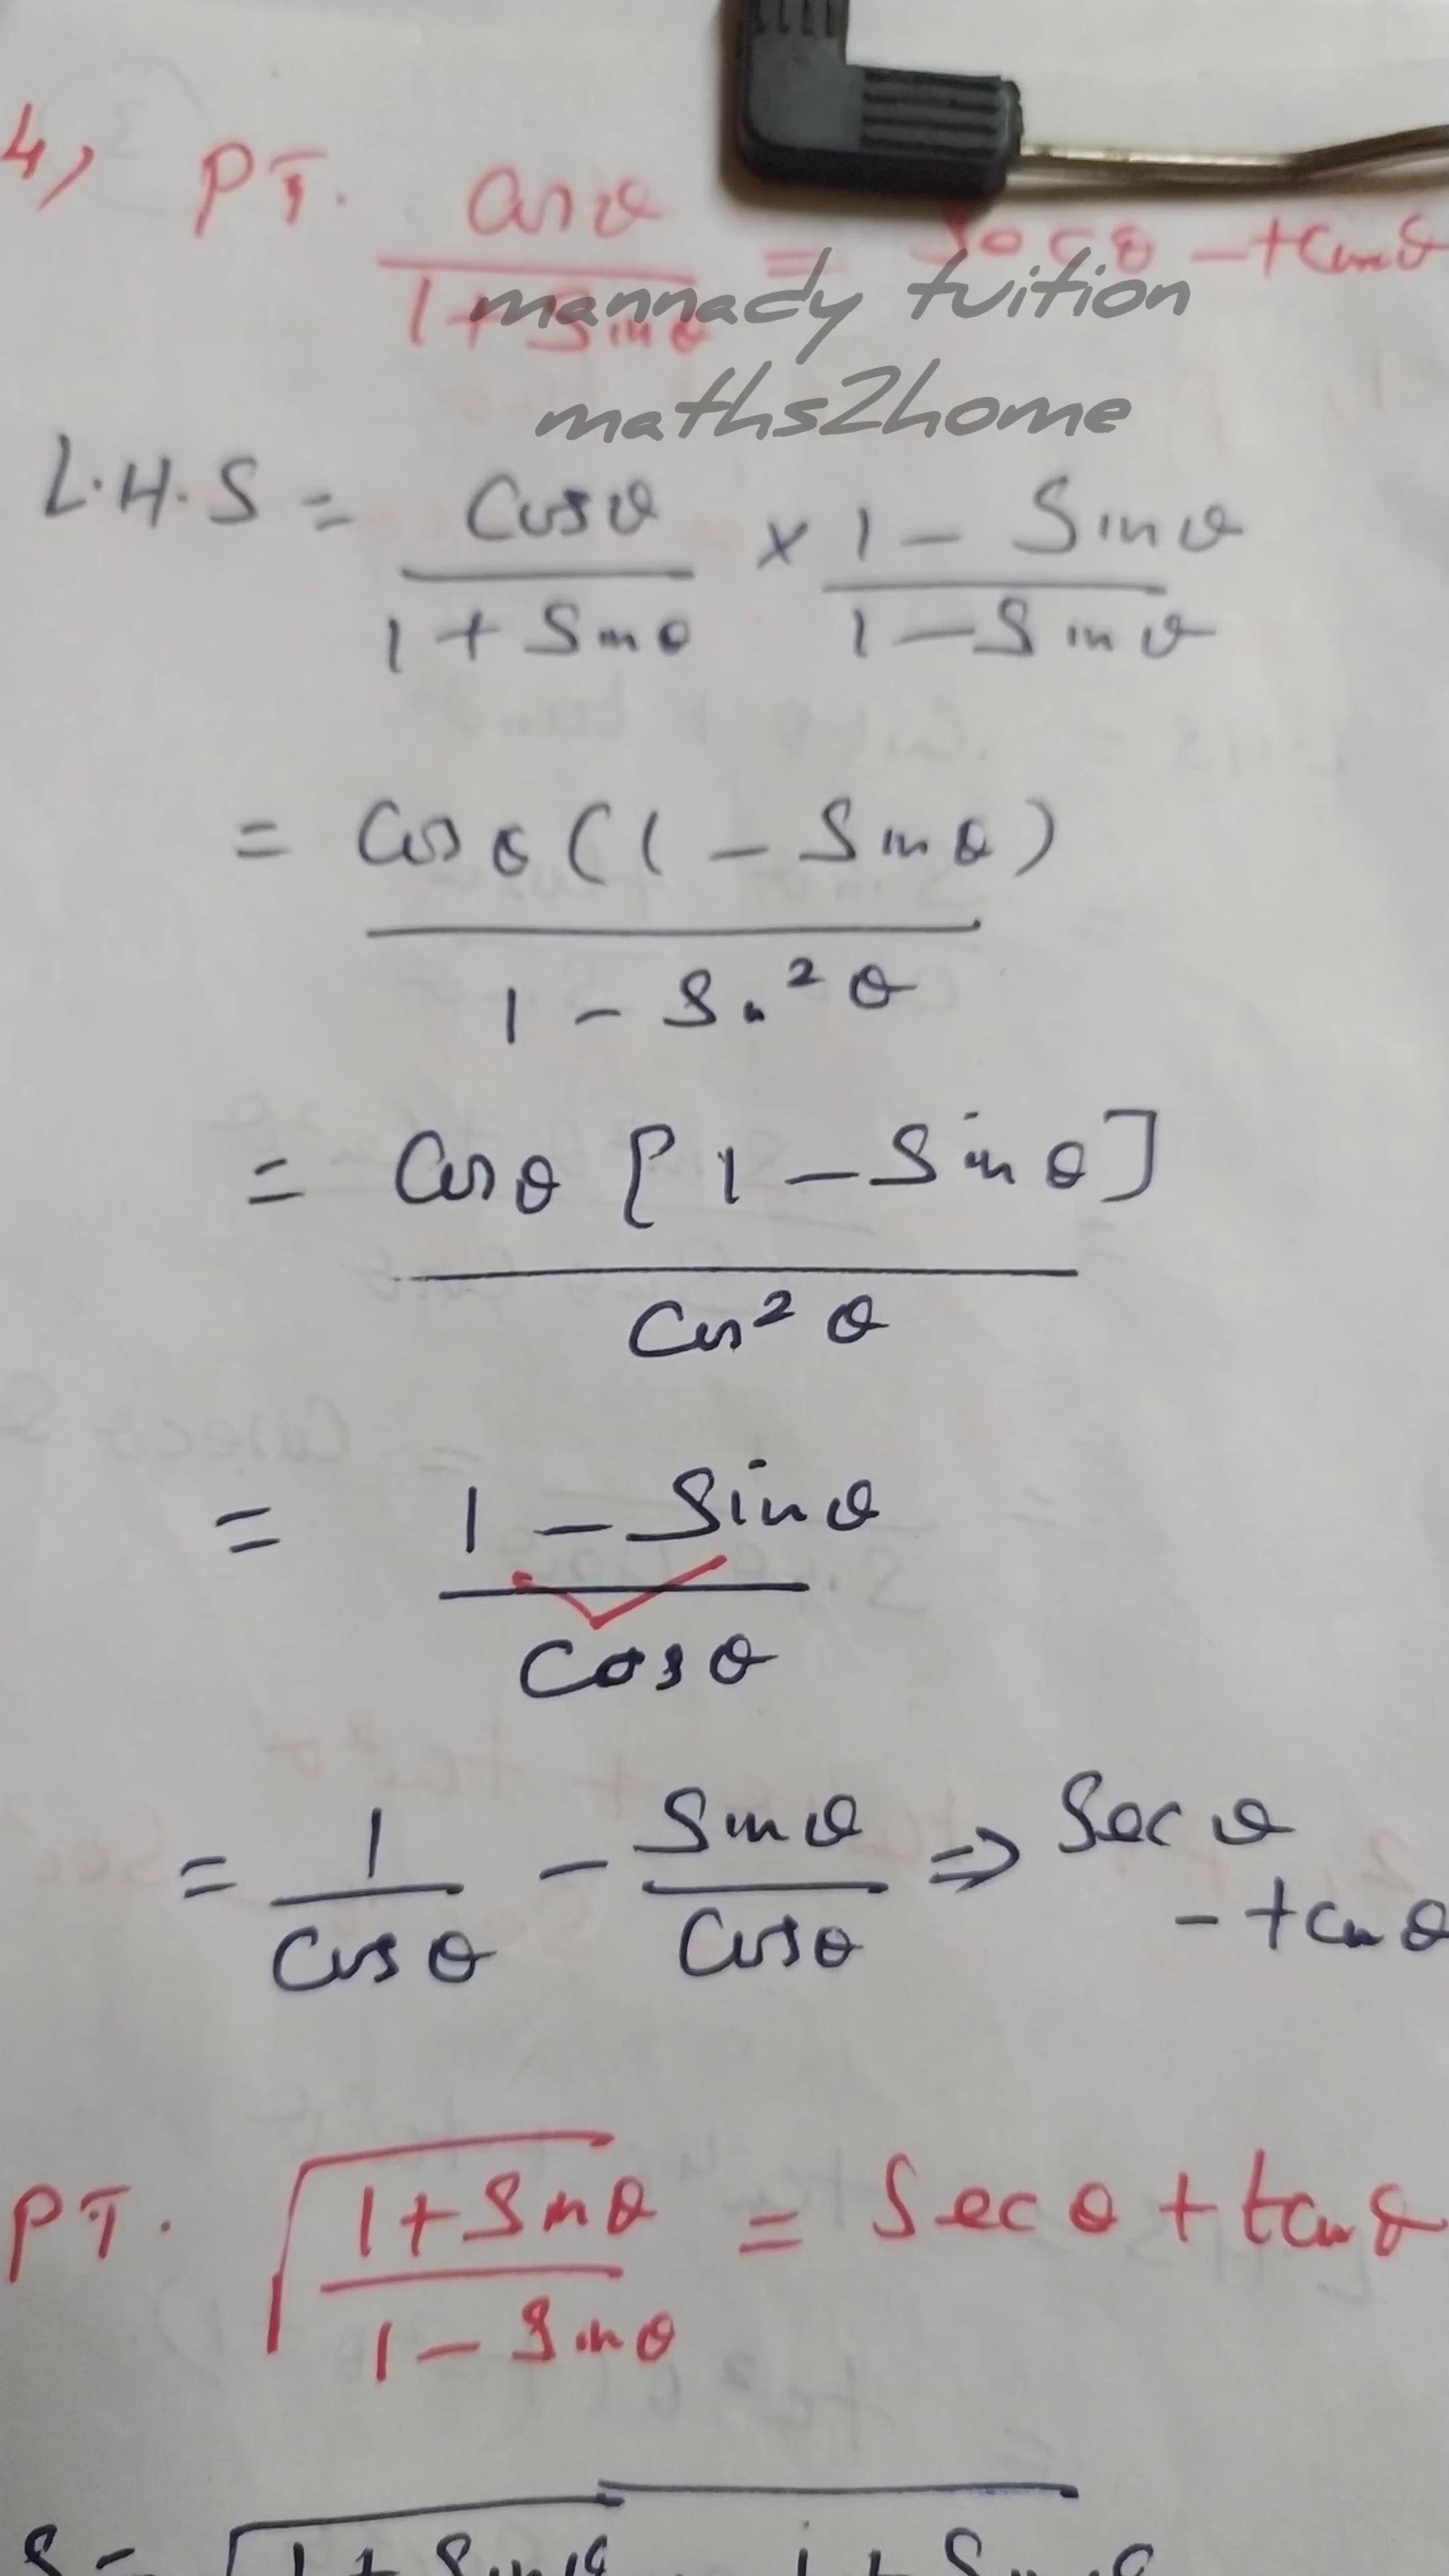 4, PT. Cosθ / 1 + Sinθ = Secθ - tanθ
mannady tuition
maths2home
L.H.S = Cosθ / 1 + Sinθ × 1 - Sinθ / 1 - Sinθ
= Cosθ (1 - Sinθ) / 1 - Sin²θ
= Cosθ [1 - Sinθ] / Cos²θ
= 1 - Sinθ / Cosθ
= 1 / Cosθ - Sinθ / Cosθ ⇒ Secθ
- tanθ
PT. √(1 + Sinθ / 1 - Sinθ) = Secθ + tanθ